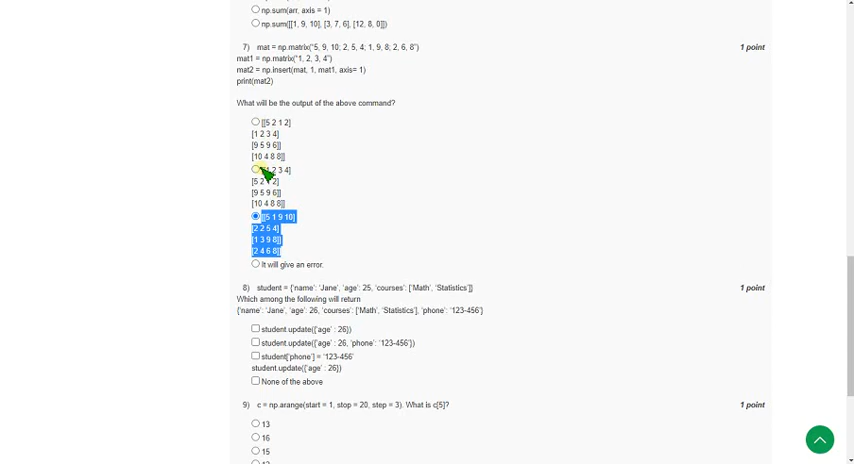 np.sum(arr, axis = 1)
np.sum([[1, 9, 10], [3, 7, 6], [12, 8, 0]])
7) mat = np.matrix("5, 9, 10; 2, 5, 4; 1, 9, 8; 2, 6, 8") 1 point
mat1 = np.matrix("1, 2, 3, 4")
mat2 = np.insert(mat, 1, mat1, axis= 1)
print(mat2)
What will be the output of the above command?
[[5 2 1 2]
[1 2 3 4]
[9 5 9 6]]
[10 4 8 8]]
2 3 4]
[5 2 1 2]
[9 5 9 6]]
[10 4 8 8]]
[[5 1 9 10]
[2 2 5 4]
[1 3 9 8]]
[2 4 6 8]]
It will give an error.
8) student = {'name': 'Jane', 'age': 25, 'courses': ['Math', 'Statistics']} 1 point
Which among the following will return
{'name': 'Jane', 'age': 26, 'courses': ['Math', 'Statistics'], 'phone': '123-456'}
student.update({'age' : 26})
student.update({'age' : 26, 'phone': '123-456'})
student['phone'] = '123-456'
student.update({'age' : 26})
None of the above
9) c = np.arange(start = 1, stop = 20, step = 3). What is c[5]? 1 point
13
16
15